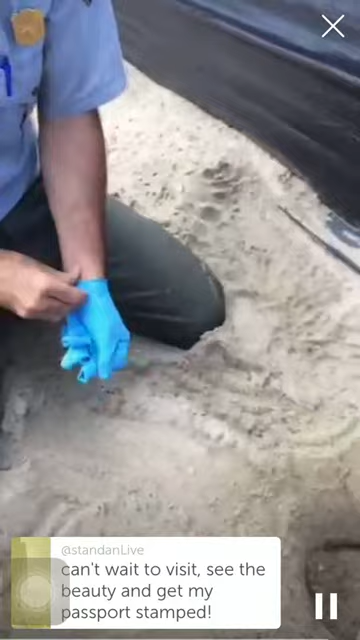 @standanLive
can't wait to visit, see the
beauty and get my
passport stamped!